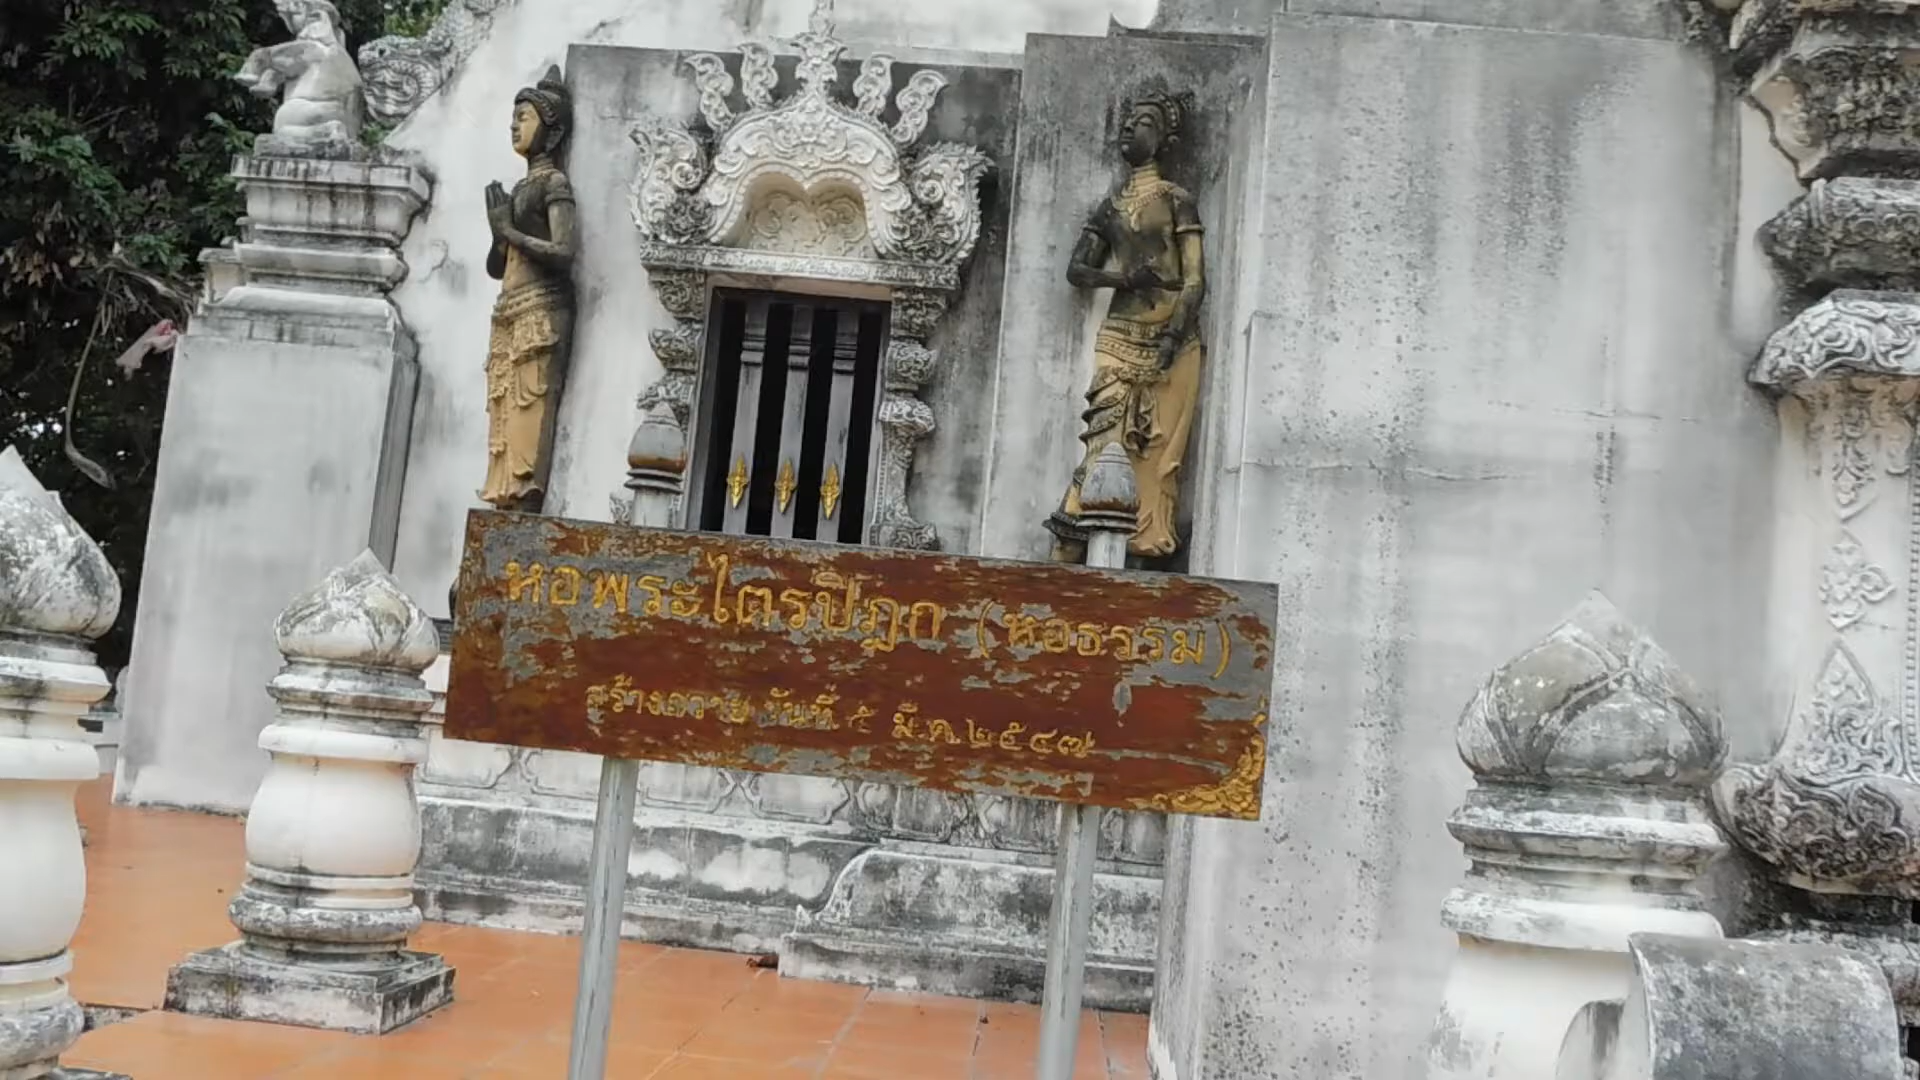 หอพระไตรปิฎก (หอธรรม)
สร้างถวาย วันที่ ๕ มี.ค.๒๕๔๗